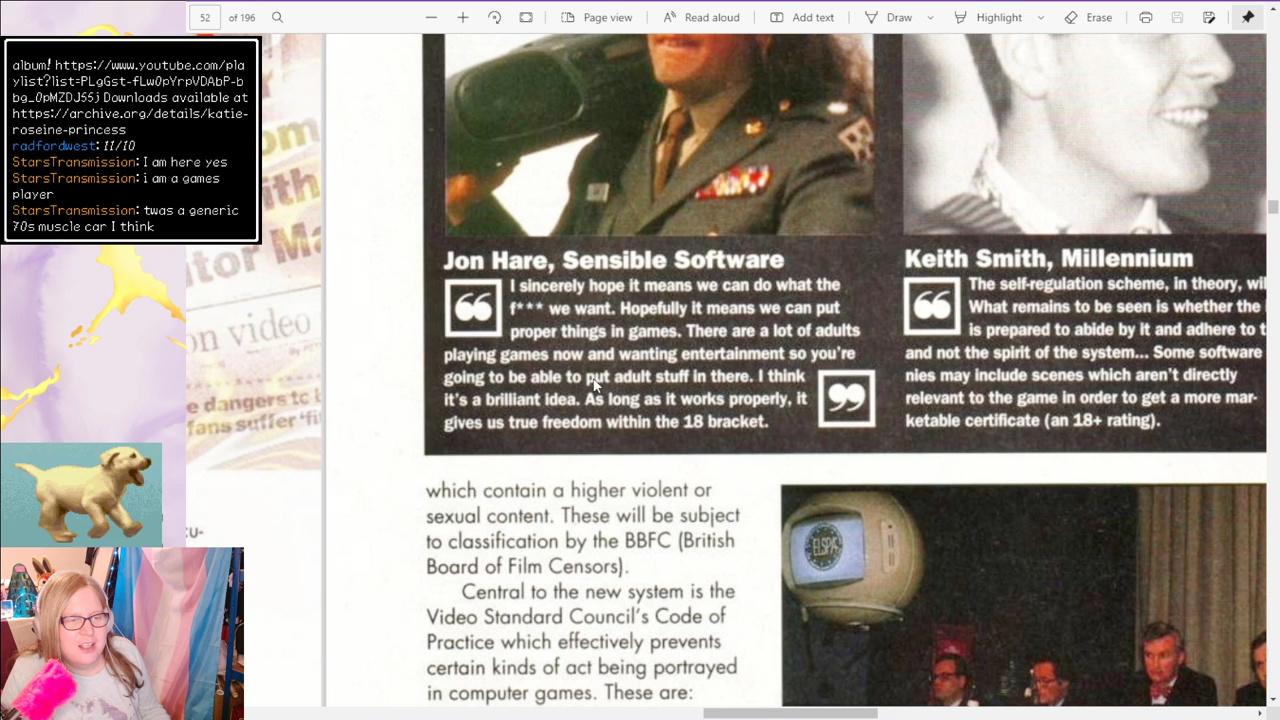 52 of 196
Page view
Read aloud
Add text
Draw
Highlight
Erase
album! https://www.youtube.com/pla
ylist?list=PLgGst-fLw0pYrpVDAbP-b
bg_0pMZDJ55j Downloads available at
https://archive.org/details/katie-
roseine-princess
radfordwest: 11/10
StarsTransmission: I am here yes
StarsTransmission: i am a games
player
StarsTransmission: twas a generic
70s muscle car I think
on video
e dangers to
fans suffer 'fi
cu-
Jon Hare, Sensible Software
I sincerely hope it means we can do what the
f*** we want. Hopefully it means we can put
proper things in games. There are a lot of adults
playing games now and wanting entertainment so you're
going to be able to put adult stuff in there. I think
it's a brilliant idea. As long as it works properly, it
gives us true freedom within the 18 bracket.
Keith Smith, Millennium
The self-regulation scheme, in theory, wil
What remains to be seen is whether the
is prepared to abide by it and adhere to t
and not the spirit of the system... Some software
nies may include scenes which aren't directly
relevant to the game in order to get a more mar-
ketable certificate (an 18+ rating).
which contain a higher violent or
sexual content. These will be subject
to classification by the BBFC (British
Board of Film Censors).
Central to the new system is the
Video Standard Council's Code of
Practice which effectively prevents
certain kinds of act being portrayed
in computer games. These are:
ELSPA